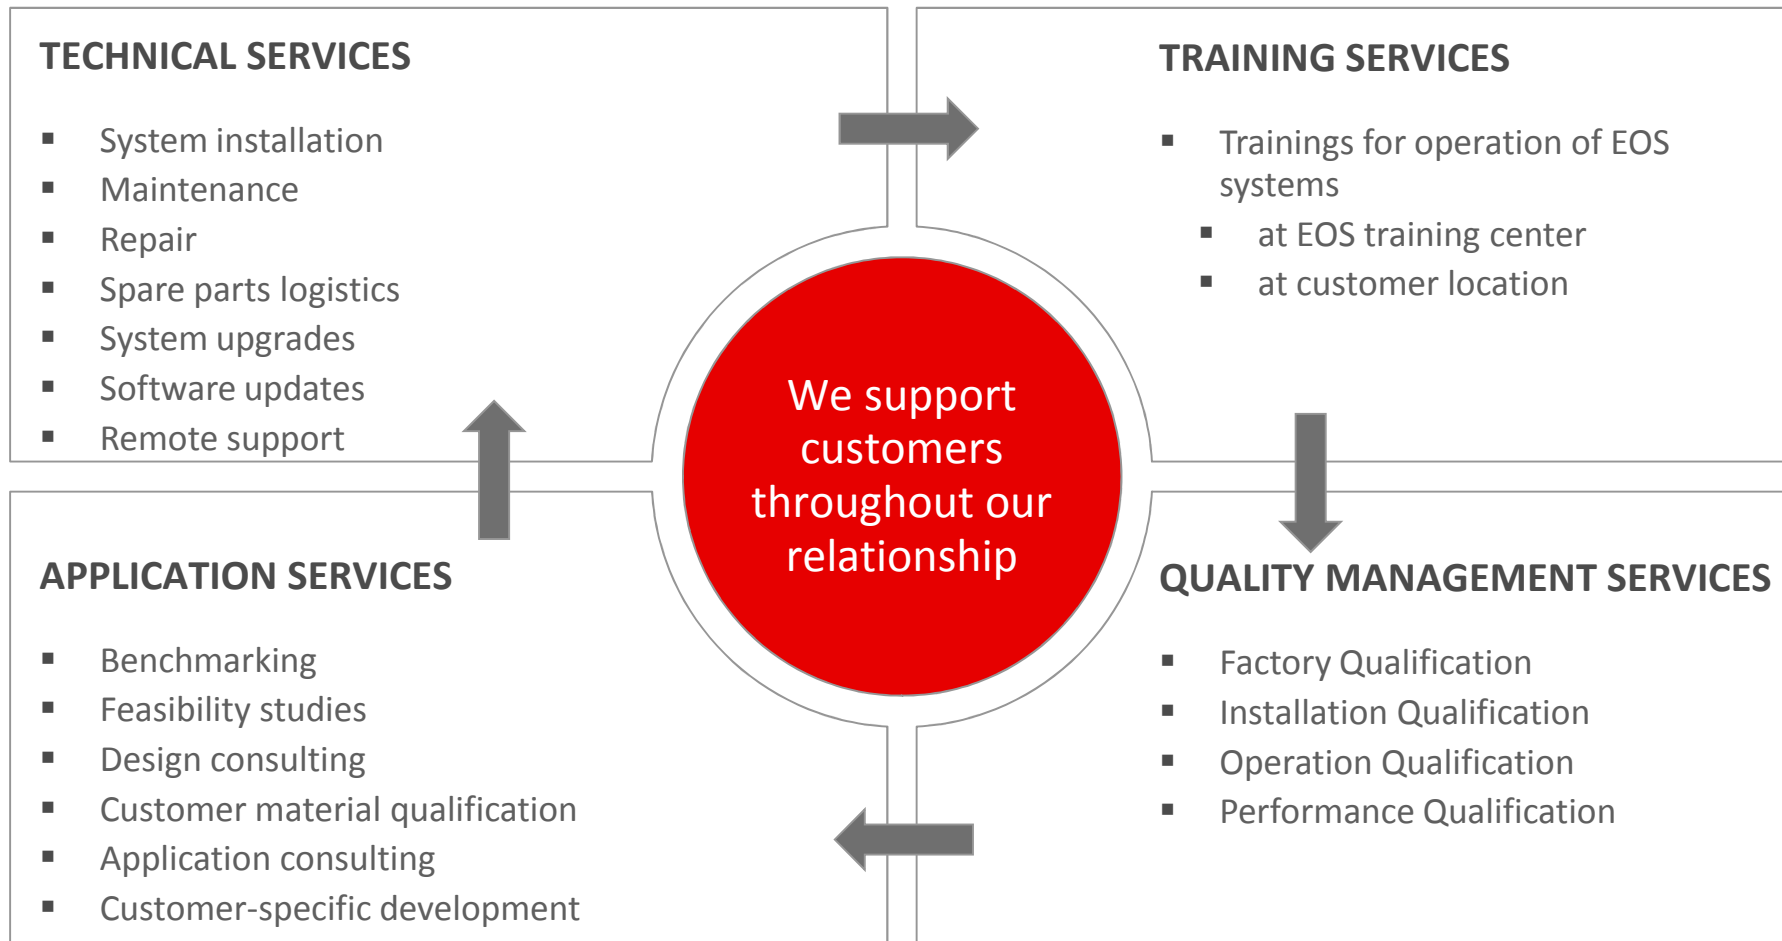 TECHNICAL SERVICES
▪ System installation
▪ Maintenance
▪ Repair
▪ Spare parts logistics
▪ System upgrades
▪ Software updates
▪ Remote support
TRAINING SERVICES
▪ Trainings for operation of EOS
systems
▪ at EOS training center
▪ at customer location
We support
customers
throughout our
relationship
APPLICATION SERVICES
▪ Benchmarking
▪ Feasibility studies
▪ Design consulting
▪ Customer material qualification
▪ Application consulting
▪ Customer-specific development
QUALITY MANAGEMENT SERVICES
▪ Factory Qualification
▪ Installation Qualification
▪ Operation Qualification
▪ Performance Qualification